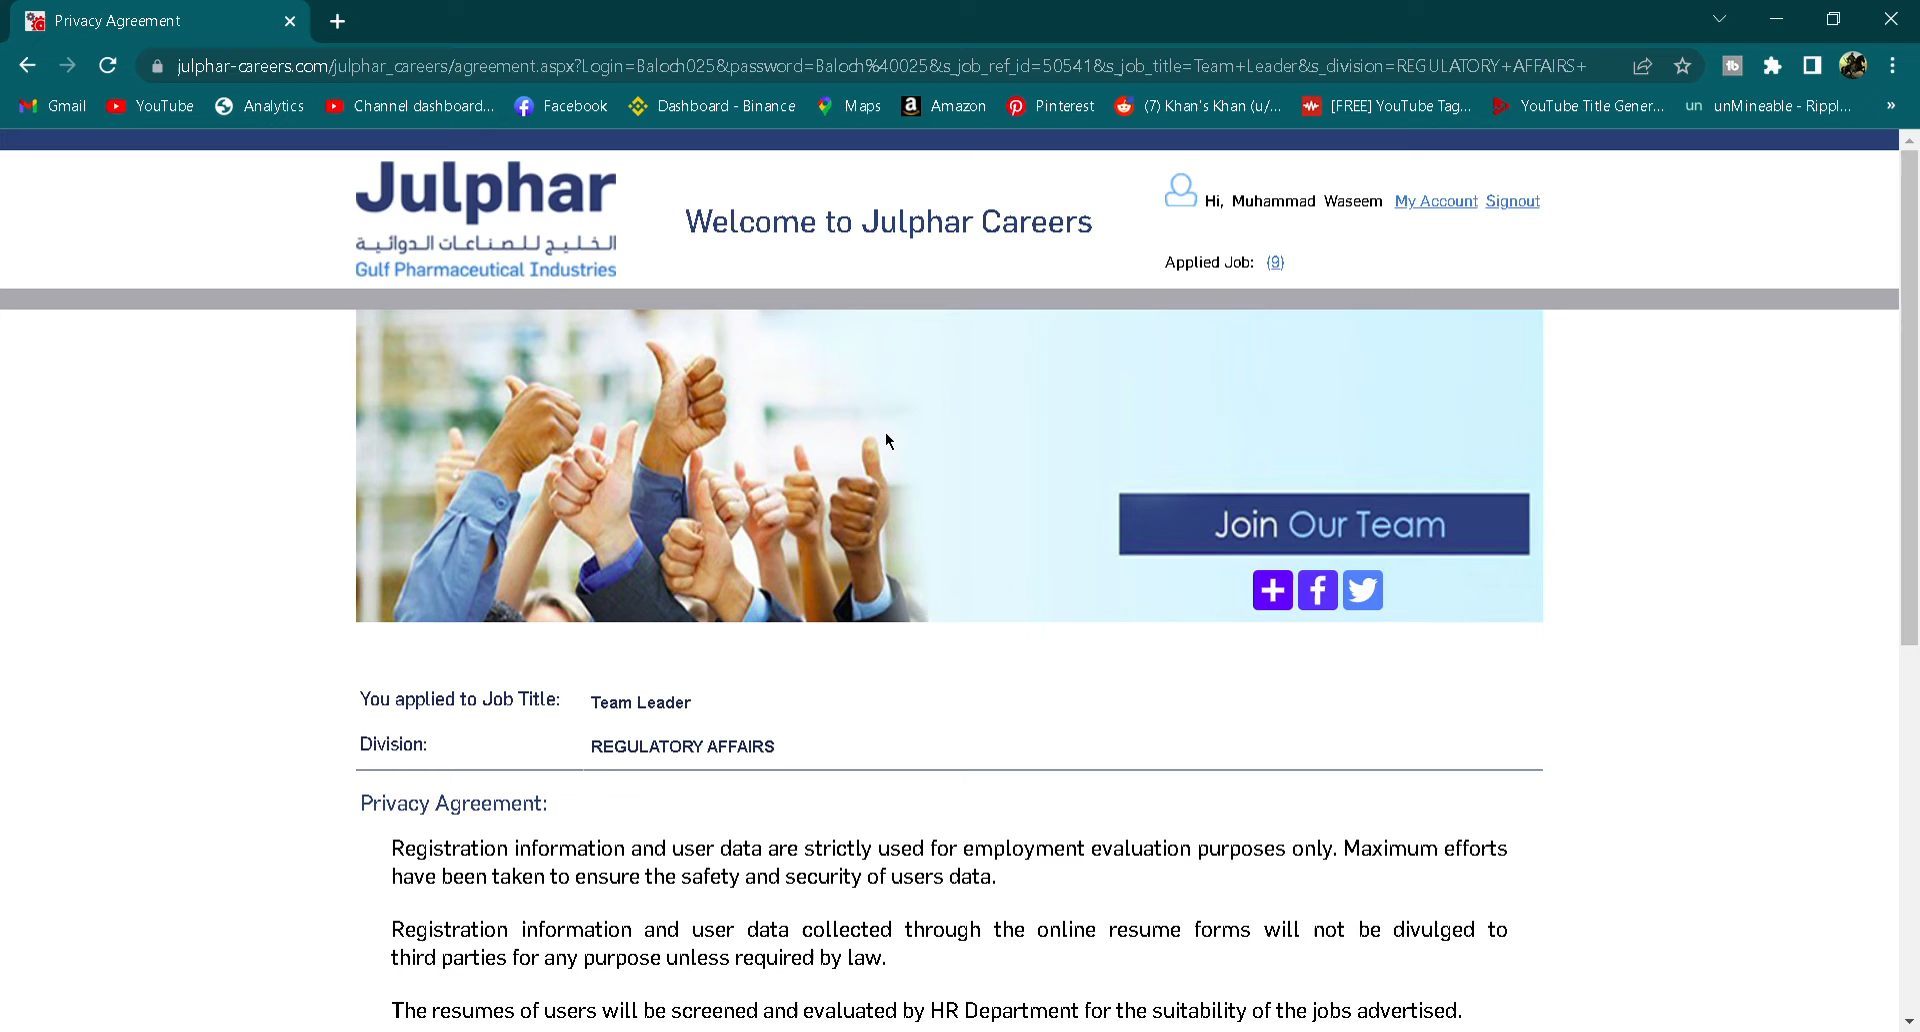 Privacy Agreement
julphar-careers.com/julphar_careers/agreement.aspx?Login=Baloch025&password=Baloch%40025&s_job_ref_id=50541&s_job_title=Team+Leader&s_division=REGULATORY+AFFAIRS+
Gmail YouTube Analytics Channel dashboard... Facebook Dashboard - Binance Maps Amazon Pinterest (7) Khan's Khan (u/... [FREE] YouTube Tag... YouTube Title Gener... un unMineable - Rippl... »
Julphar
الخليج للصناعات الدوائية
Gulf Pharmaceutical Industries
Welcome to Julphar Careers
Hi, Muhammad Waseem My Account Signout
Applied Job: (9)
Join Our Team
You applied to Job Title: Team Leader
Division: REGULATORY AFFAIRS
Privacy Agreement:
Registration information and user data are strictly used for employment evaluation purposes only. Maximum efforts
have been taken to ensure the safety and security of users data.
Registration information and user data collected through the online resume forms will not be divulged to
third parties for any purpose unless required by law.
The resumes of users will be screened and evaluated by HR Department for the suitability of the jobs advertised.